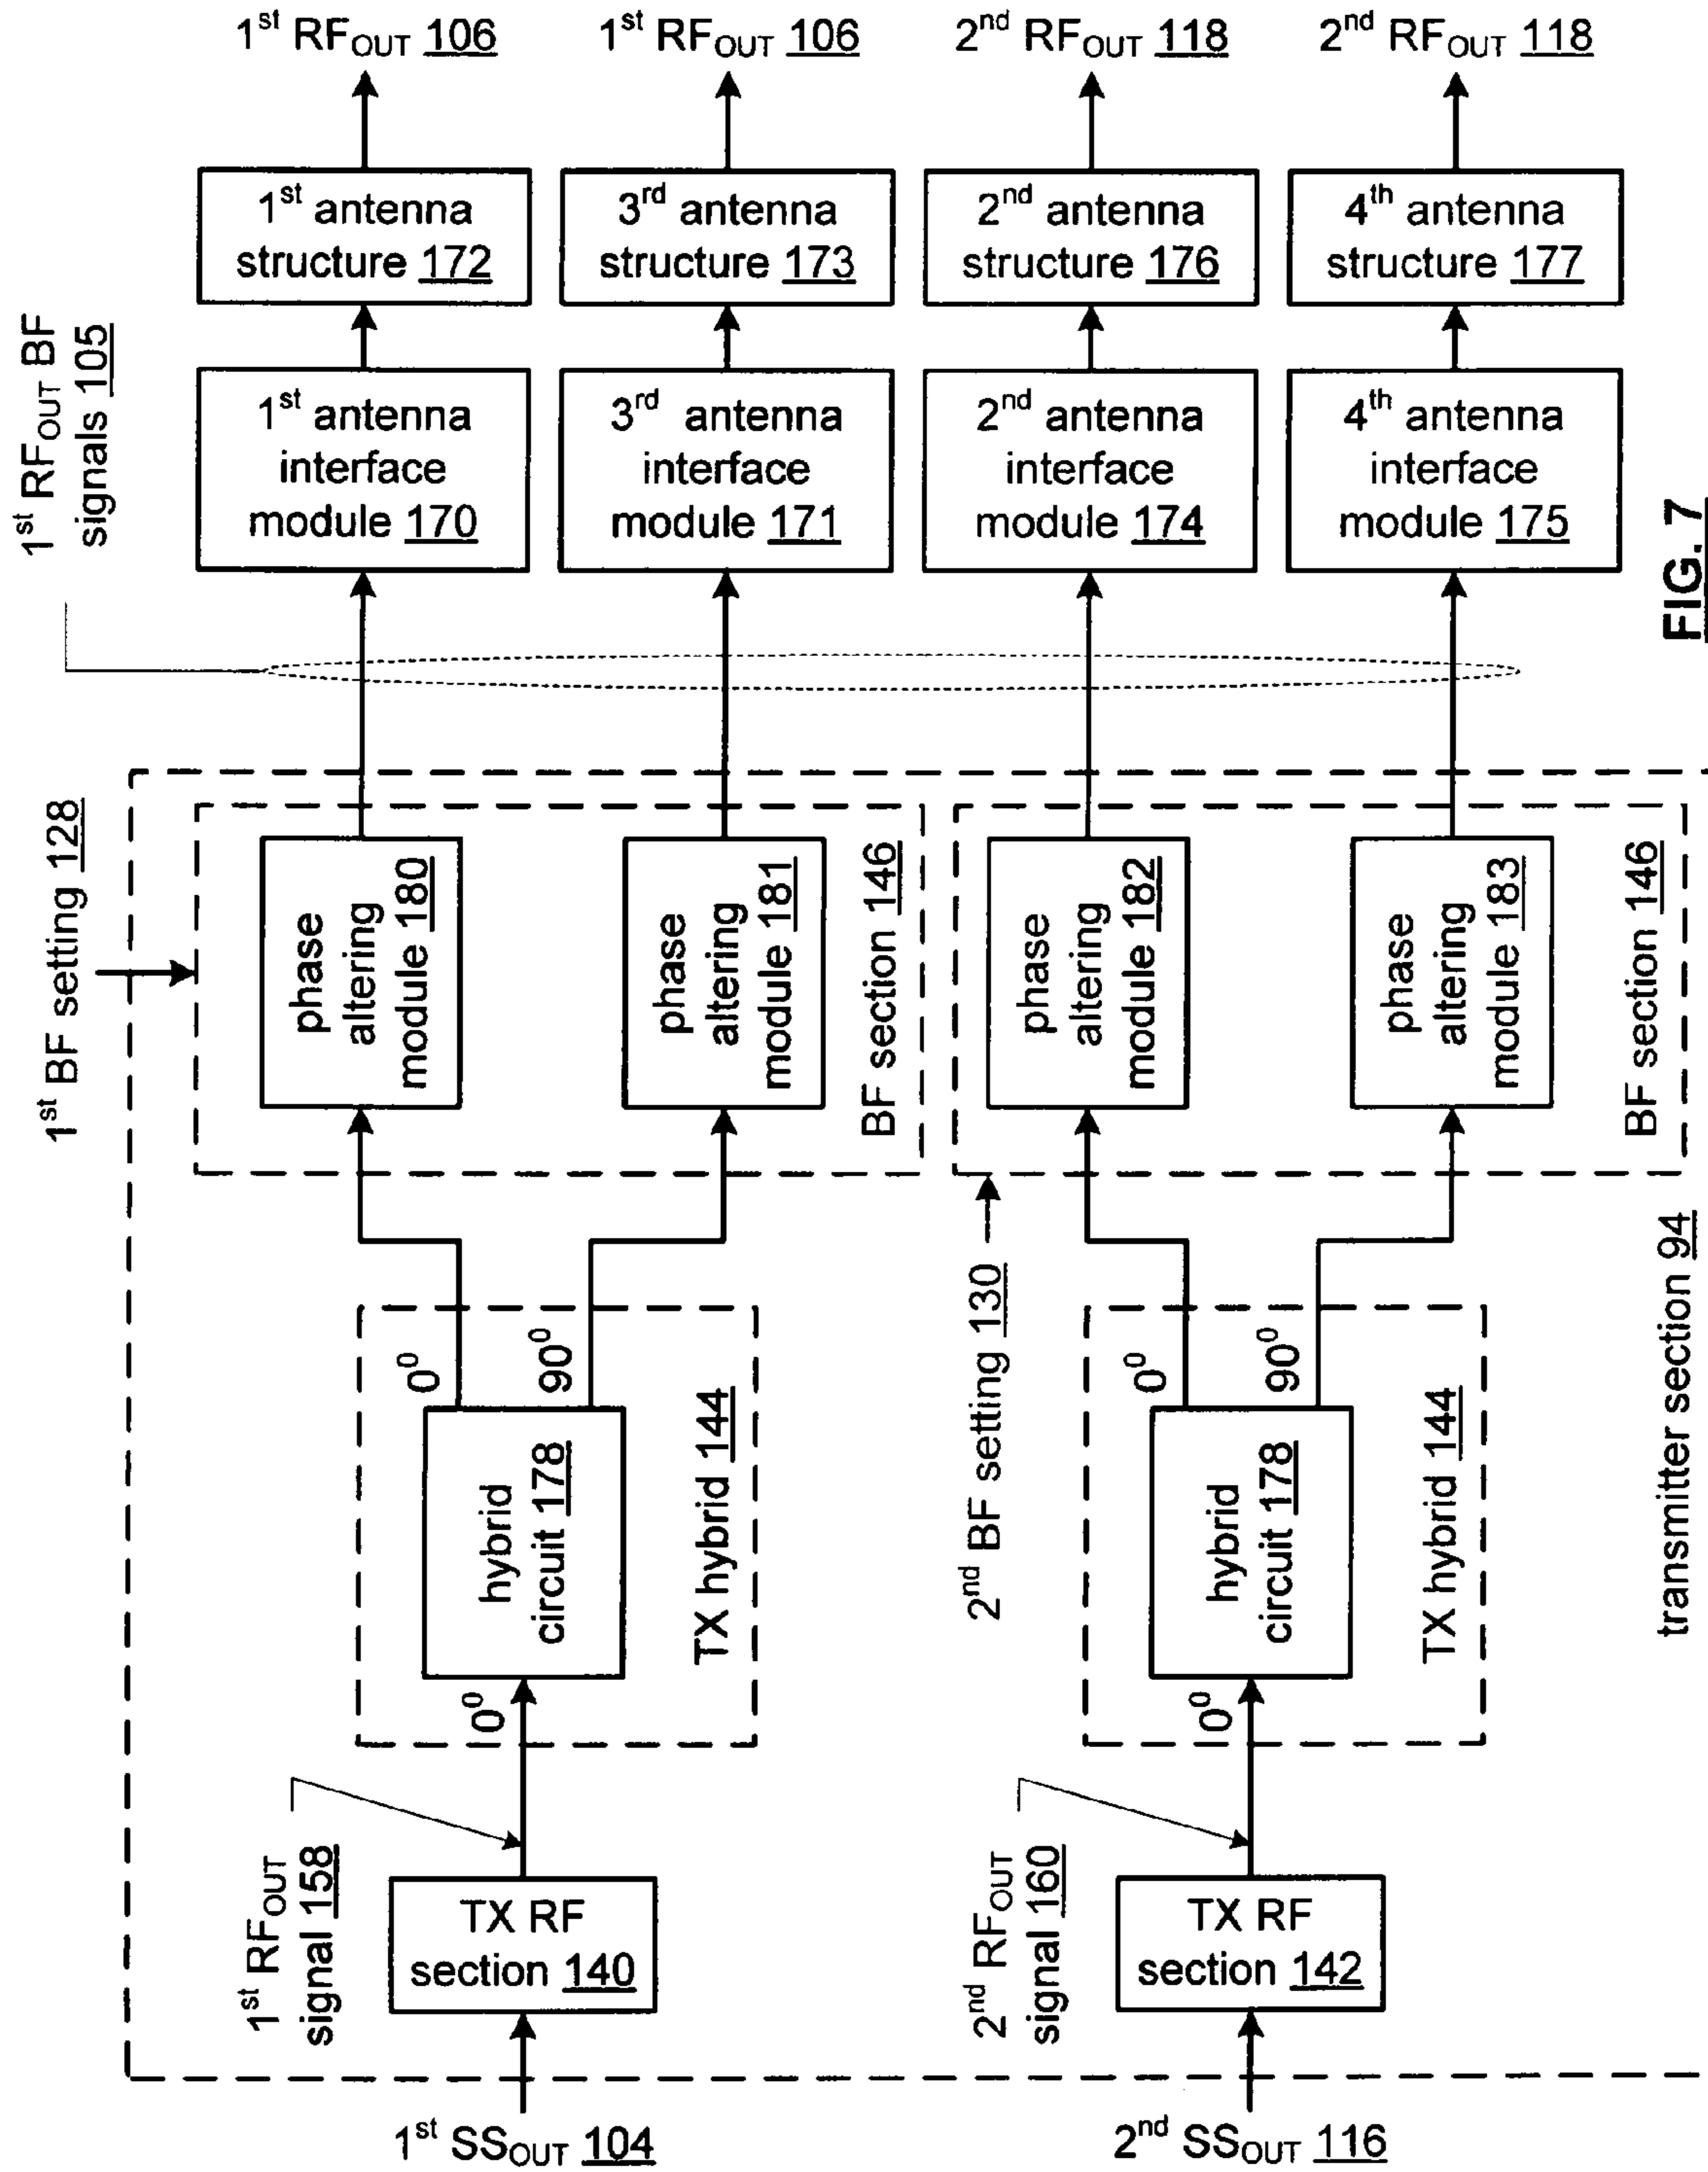 1st SSOUT 104
TX RF
section 140
1st RFOUT
signal 158
0⁰
hybrid
circuit 178
0⁰
90⁰
TX hybrid 144
1st BF setting 128
phase
altering
module 180
phase
altering
module 181
BF section 146
1st RFOUT BF
signals 105
1st antenna
interface
module 170
1st antenna
structure 172
1st RFOUT 106
3rd antenna
interface
module 171
3rd antenna
structure 173
1st RFOUT 106
2nd SSOUT 116
TX RF
section 142
2nd RFOUT
signal 160
0⁰
hybrid
circuit 178
0⁰
90⁰
TX hybrid 144
2nd BF setting 130
phase
altering
module 182
phase
altering
module 183
BF section 146
2nd antenna
interface
module 174
2nd antenna
structure 176
2nd RFOUT 118
4th antenna
interface
module 175
4th antenna
structure 177
2nd RFOUT 118
transmitter section 94
FIG. 7